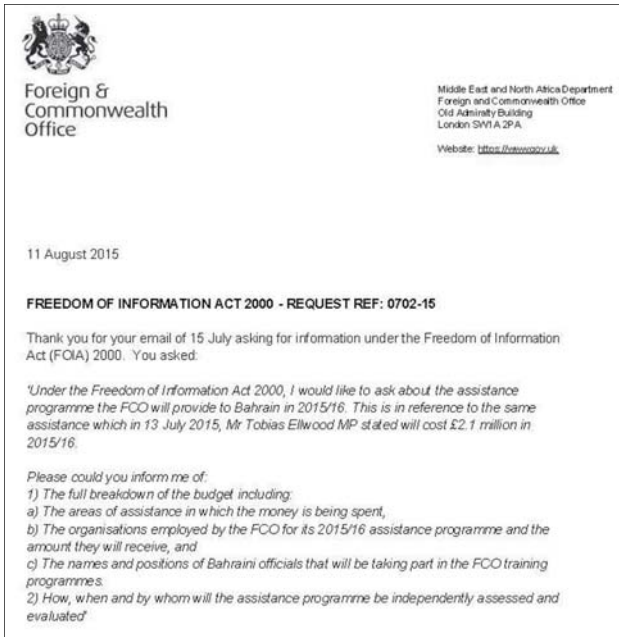 Foreign &
Commonwealth
Office
Middle East and North Africa Department
Foreign and Commonwealth Office
Old Admiralty Building
London SW1A 2PA
Website: https://www.gov.uk
11 August 2015
FREEDOM OF INFORMATION ACT 2000 - REQUEST REF: 0702-15
Thank you for your email of 15 July asking for information under the Freedom of Information
Act (FOIA) 2000. You asked:
'Under the Freedom of Information Act 2000, I would like to ask about the assistance
programme the FCO will provide to Bahrain in 2015/16. This is in reference to the same
assistance which in 13 July 2015, Mr Tobias Ellwood MP stated will cost £2.1 million in
2015/16.
Please could you inform me of:
1) The full breakdown of the budget including:
a) The areas of assistance in which the money is being spent,
b) The organisations employed by the FCO for its 2015/16 assistance programme and the
amount they will receive, and
c) The names and positions of Bahraini officials that will be taking part in the FCO training
programmes.
2) How, when and by whom will the assistance programme be independently assessed and
evaluated'